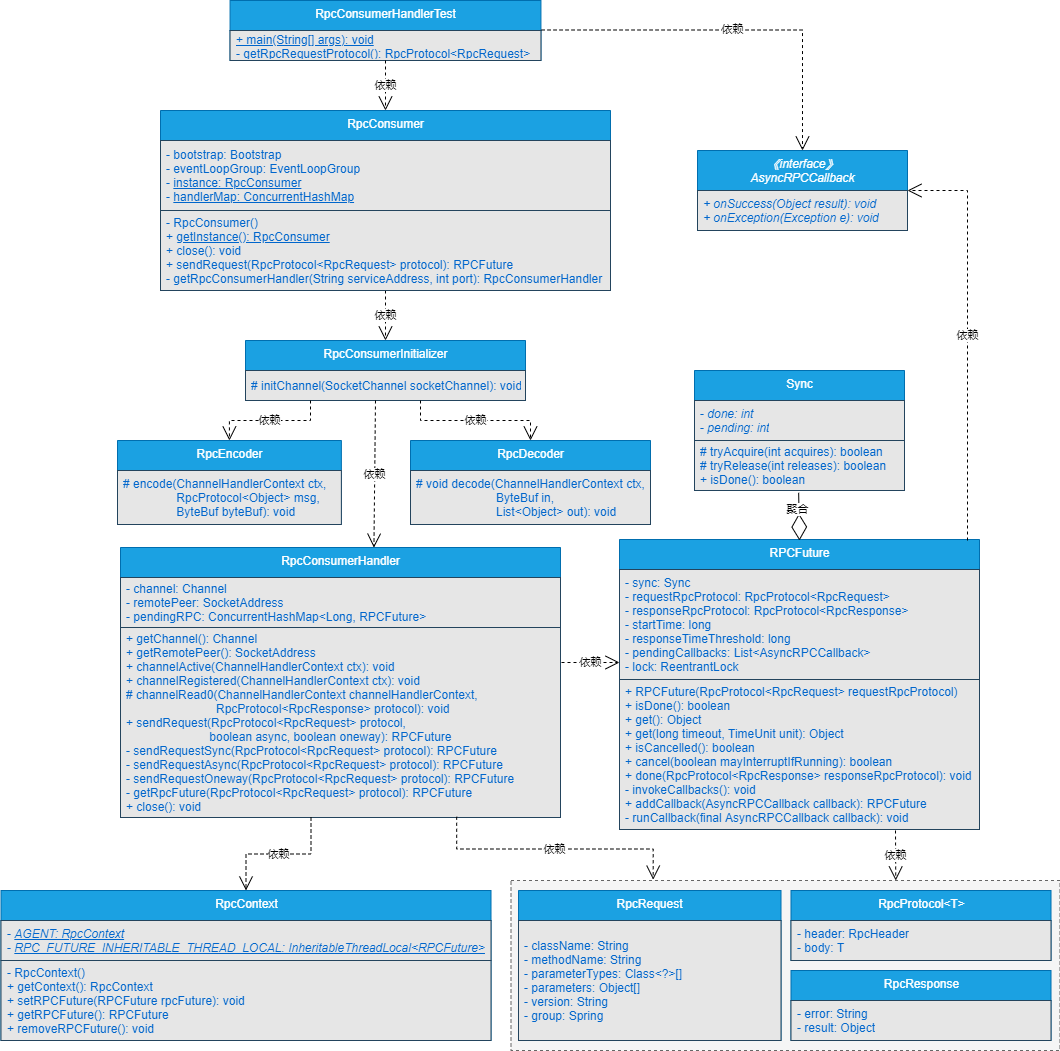 RpcConsumerHandlerTest
+ main(String[] args): void
- getRpcRequestProtocol(): RpcProtocol<RpcRequest>
依赖
依赖
RpcConsumer
- bootstrap: Bootstrap
- eventLoopGroup: EventLoopGroup
- instance: RpcConsumer
- handlerMap: ConcurrentHashMap
- RpcConsumer()
+ getInstance(): RpcConsumer
+ close(): void
+ sendRequest(RpcProtocol<RpcRequest> protocol): RPCFuture
- getRpcConsumerHandler(String serviceAddress, int port): RpcConsumerHandler
《interface》
AsyncRPCCallback
+ onSuccess(Object result): void
+ onException(Exception e): void
依赖
依赖
RpcConsumerInitializer
# initChannel(SocketChannel socketChannel): void
依赖
依赖
依赖
RpcEncoder
# encode(ChannelHandlerContext ctx,
RpcProtocol<Object> msg,
ByteBuf byteBuf): void
RpcDecoder
# void decode(ChannelHandlerContext ctx,
ByteBuf in,
List<Object> out): void
Sync
- done: int
- pending: int
# tryAcquire(int acquires): boolean
# tryRelease(int releases): boolean
+ isDone(): boolean
聚合
RpcConsumerHandler
- channel: Channel
- remotePeer: SocketAddress
- pendingRPC: ConcurrentHashMap<Long, RPCFuture>
+ getChannel(): Channel
+ getRemotePeer(): SocketAddress
+ channelActive(ChannelHandlerContext ctx): void
+ channelRegistered(ChannelHandlerContext ctx): void
# channelRead0(ChannelHandlerContext channelHandlerContext,
RpcProtocol<RpcResponse> protocol): void
+ sendRequest(RpcProtocol<RpcRequest> protocol,
boolean async, boolean oneway): RPCFuture
- sendRequestSync(RpcProtocol<RpcRequest> protocol): RPCFuture
- sendRequestAsync(RpcProtocol<RpcRequest> protocol): RPCFuture
- sendRequestOneway(RpcProtocol<RpcRequest> protocol): RPCFuture
- getRpcFuture(RpcProtocol<RpcRequest> protocol): RPCFuture
+ close(): void
依赖
RPCFuture
- sync: Sync
- requestRpcProtocol: RpcProtocol<RpcRequest>
- responseRpcProtocol: RpcProtocol<RpcResponse>
- startTime: long
- responseTimeThreshold: long
- pendingCallbacks: List<AsyncRPCCallback>
- lock: ReentrantLock
+ RPCFuture(RpcProtocol<RpcRequest> requestRpcProtocol)
+ isDone(): boolean
+ get(): Object
+ get(long timeout, TimeUnit unit): Object
+ isCancelled(): boolean
+ cancel(boolean mayInterruptIfRunning): boolean
+ done(RpcProtocol<RpcResponse> responseRpcProtocol): void
- invokeCallbacks(): void
+ addCallback(AsyncRPCCallback callback): RPCFuture
- runCallback(final AsyncRPCCallback callback): void
依赖
依赖
依赖
RpcContext
- AGENT: RpcContext
- RPC_FUTURE_INHERITABLE_THREAD_LOCAL: InheritableThreadLocal<RPCFuture>
- RpcContext()
+ getContext(): RpcContext
+ setRPCFuture(RPCFuture rpcFuture): void
+ getRPCFuture(): RPCFuture
+ removeRPCFuture(): void
RpcRequest
- className: String
- methodName: String
- parameterTypes: Class<?>[]
- parameters: Object[]
- version: String
- group: Spring
RpcProtocol<T>
- header: RpcHeader
- body: T
RpcResponse
- error: String
- result: Object